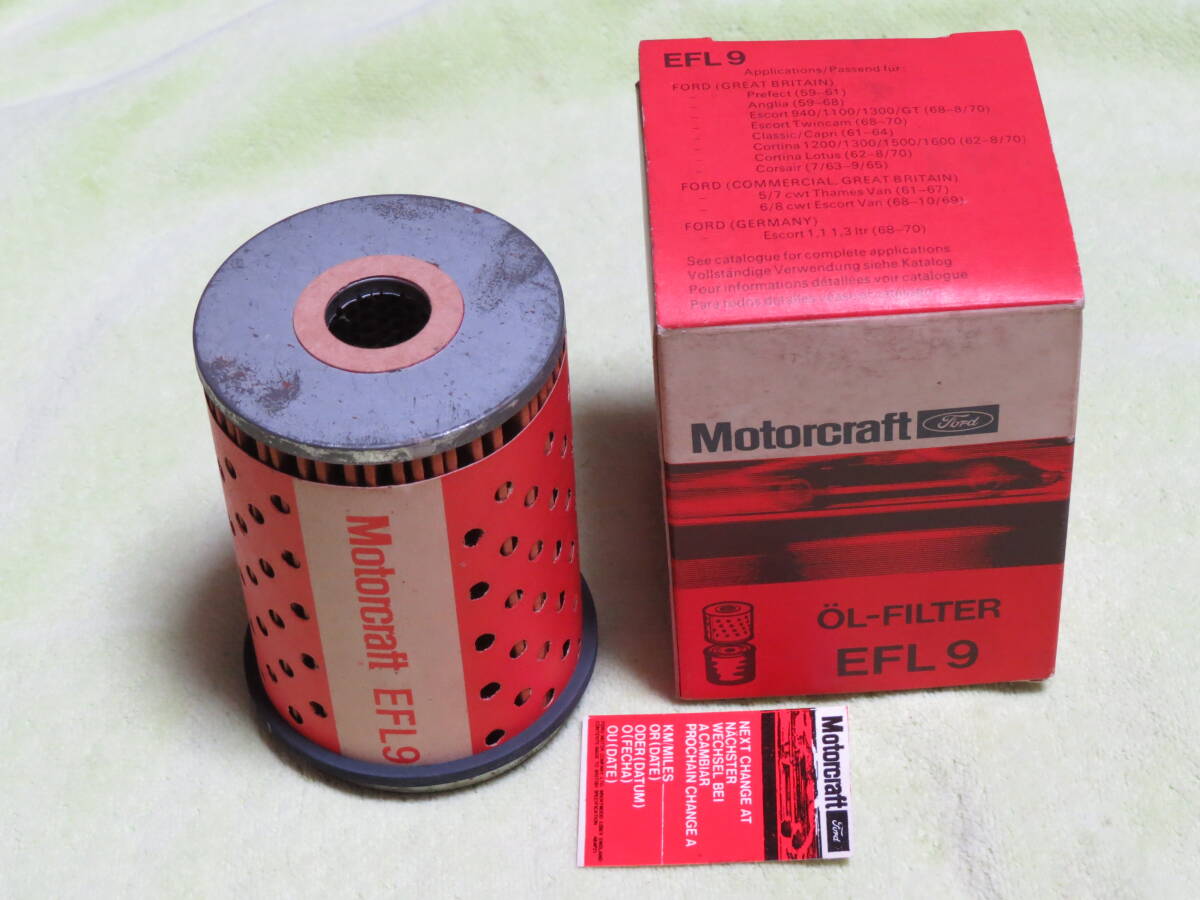 EFL 9
Applications/Passend für:
FORD (GREAT BRITAIN)
" Prefect (59–61)
" Anglia (59–68)
" Escort 940/1100/1300/GT (68–8/70)
" Escort Twincam (68–70)
" Classic/Capri (61–64)
" Cortina 1200/1300/1500/1600 (62–8/70)
" Cortina Lotus (62–8/70)
" Corsair (7/63–9/65)
FORD (COMMERCIAL, GREAT BRITAIN)
" 5/7 cwt Thames Van (61–67)
" 6/8 cwt Escort Van (68–10/69)
FORD (GERMANY)
" Escort 1,1 1,3 ltr (68–70)
See catalogue for complete applications
Vollständige Verwendung siehe Katalog
Pour informations détaillées voir catalogue
Para todos detalles
Motorcraft Ford
ÖL-FILTER
EFL 9
Motorcraft EFL9
Motorcraft Ford
NEXT CHANGE AT
NÄCHSTER
WECHSEL BEI
A CAMBIAR
PROCHAIN CHANGE A
KM/MILES
OR (DATE)
ODER (DATUM)
O (FECHA)
OU (DATE)